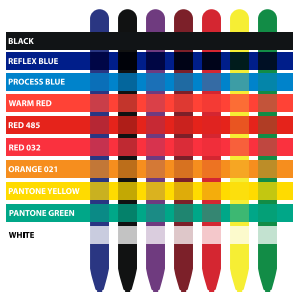 BLACK
REFLEX BLUE
PROCESS BLUE
WARM RED
RED 485
RED 032
ORANGE 021
PANTONE YELLOW
PANTONE GREEN
WHITE